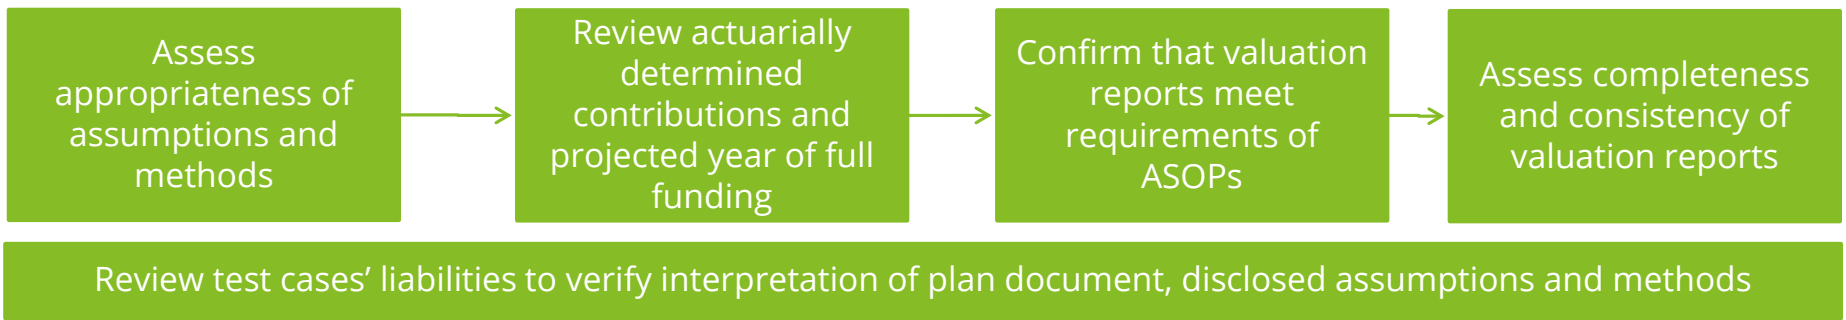 Assess
appropriateness of
assumptions and
methods
Review actuarially
determined
contributions and
projected year of full
funding
Confirm that valuation
reports meet
requirements of
ASOPs
Assess completeness
and consistency of
valuation reports
Review test cases’ liabilities to verify interpretation of plan document, disclosed assumptions and methods